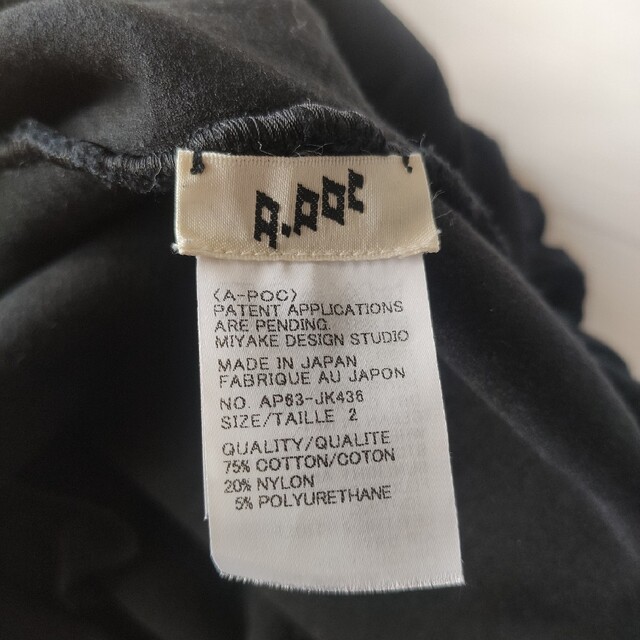 A-POC
〈A-POC〉
PATENT APPLICATIONS
ARE PENDING.
MIYAKE DESIGN STUDIO
MADE IN JAPAN
FABRIQUE AU JAPON
NO. AP63-JK436
SIZE/TAILLE 2
QUALITY/QUALITE
75% COTTON/COTON
20% NYLON
5% POLYURETHANE